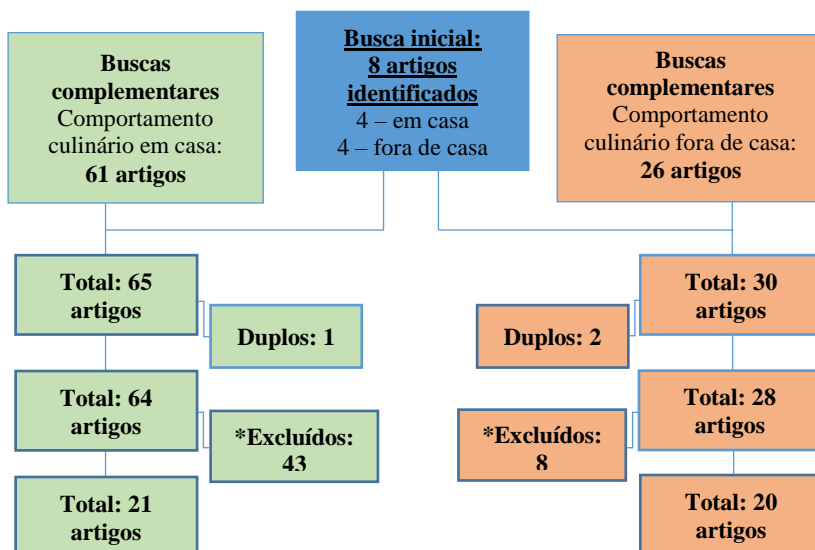 Buscas
complementares
Comportamento
culinário em casa:
61 artigos
Busca inicial:
8 artigos
identificados
4 – em casa
4 – fora de casa
Buscas
complementares
Comportamento
culinário fora de casa:
26 artigos
Total: 65
artigos
Duplos: 1
Total: 64
artigos
*Excluídos:
43
Total: 21
artigos
Total: 30
artigos
Duplos: 2
Total: 28
artigos
*Excluídos:
8
Total: 20
artigos